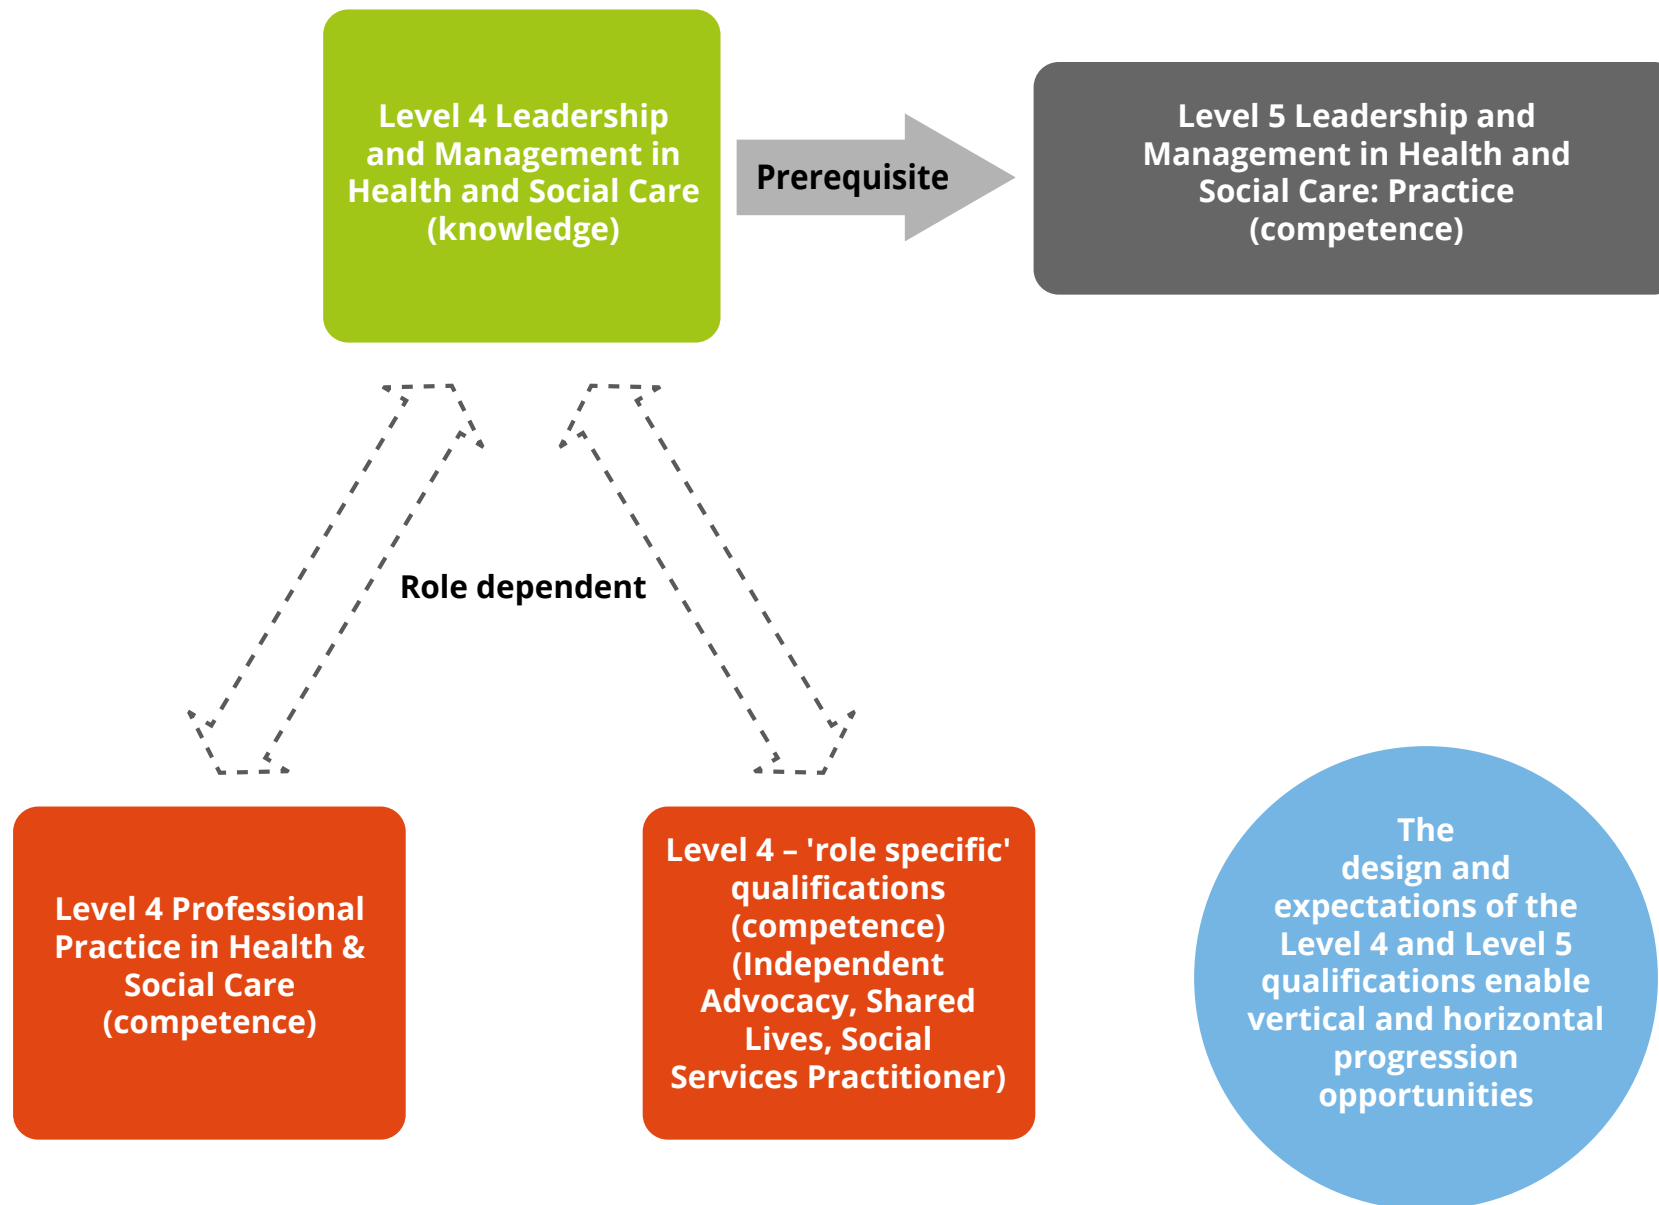 Level 4 Leadership
and Management in
Health and Social Care
(knowledge)
Prerequisite
Level 5 Leadership and
Management in Health and
Social Care: Practice
(competence)
Role dependent
Level 4 Professional
Practice in Health &
Social Care
(competence)
Level 4 – 'role specific'
qualifications
(competence)
(Independent
Advocacy, Shared
Lives, Social
Services Practitioner)
The
design and
expectations of the
Level 4 and Level 5
qualifications enable
vertical and horizontal
progression
opportunities